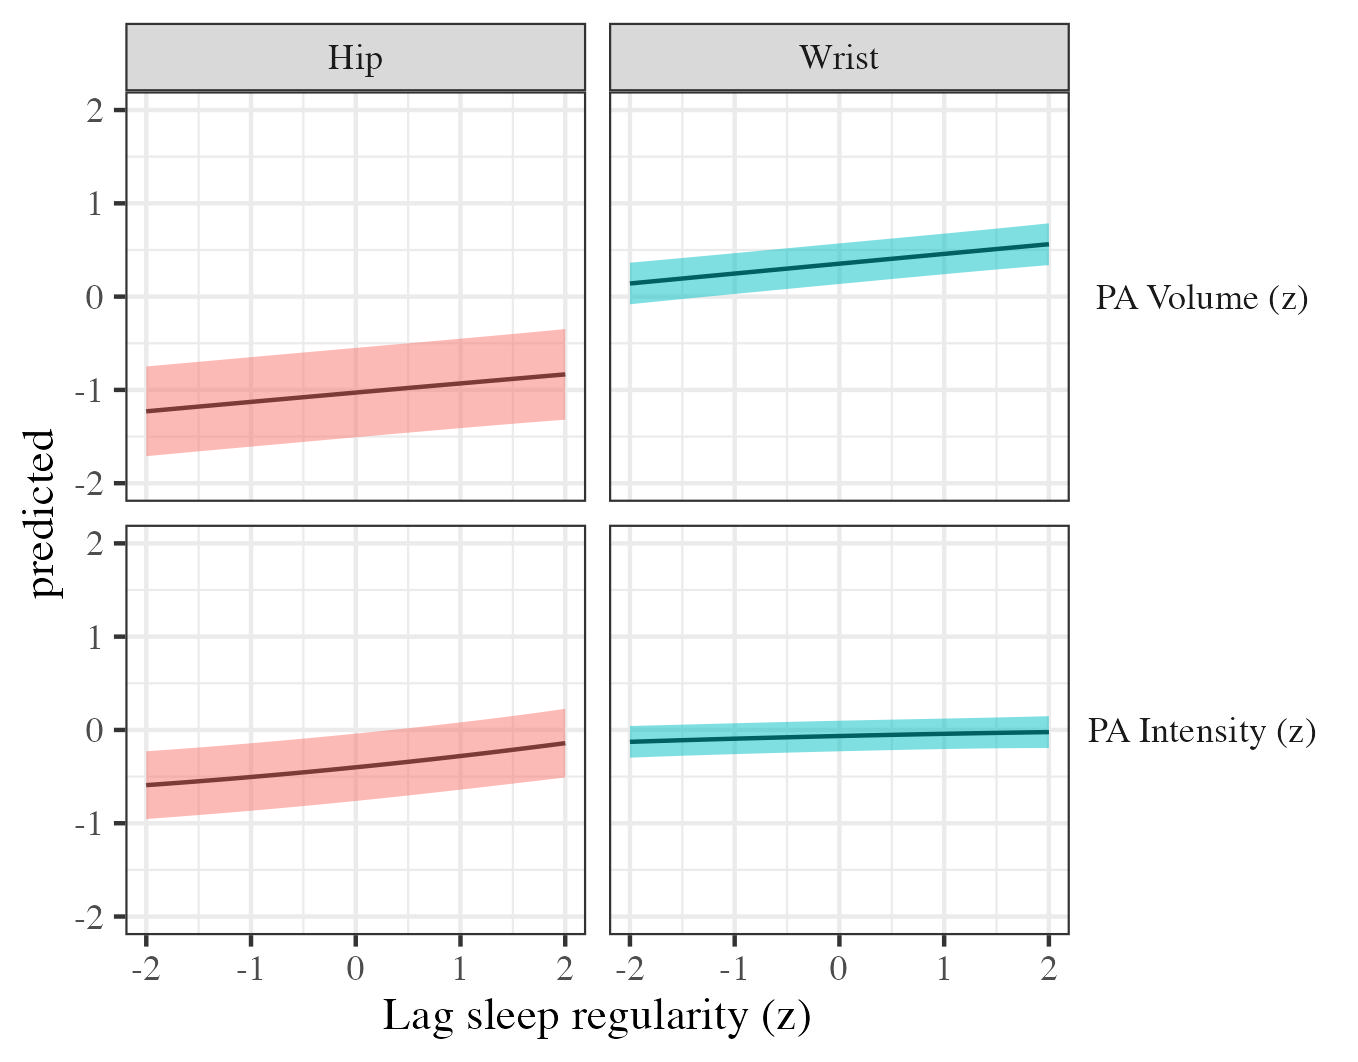 Hip
Wrist
2
1
0
-1
-2
PA Volume (z)
predicted
2
1
0
-1
-2
PA Intensity (z)
-2 -1 0 1 2
-2 -1 0 1 2
Lag sleep regularity (z)